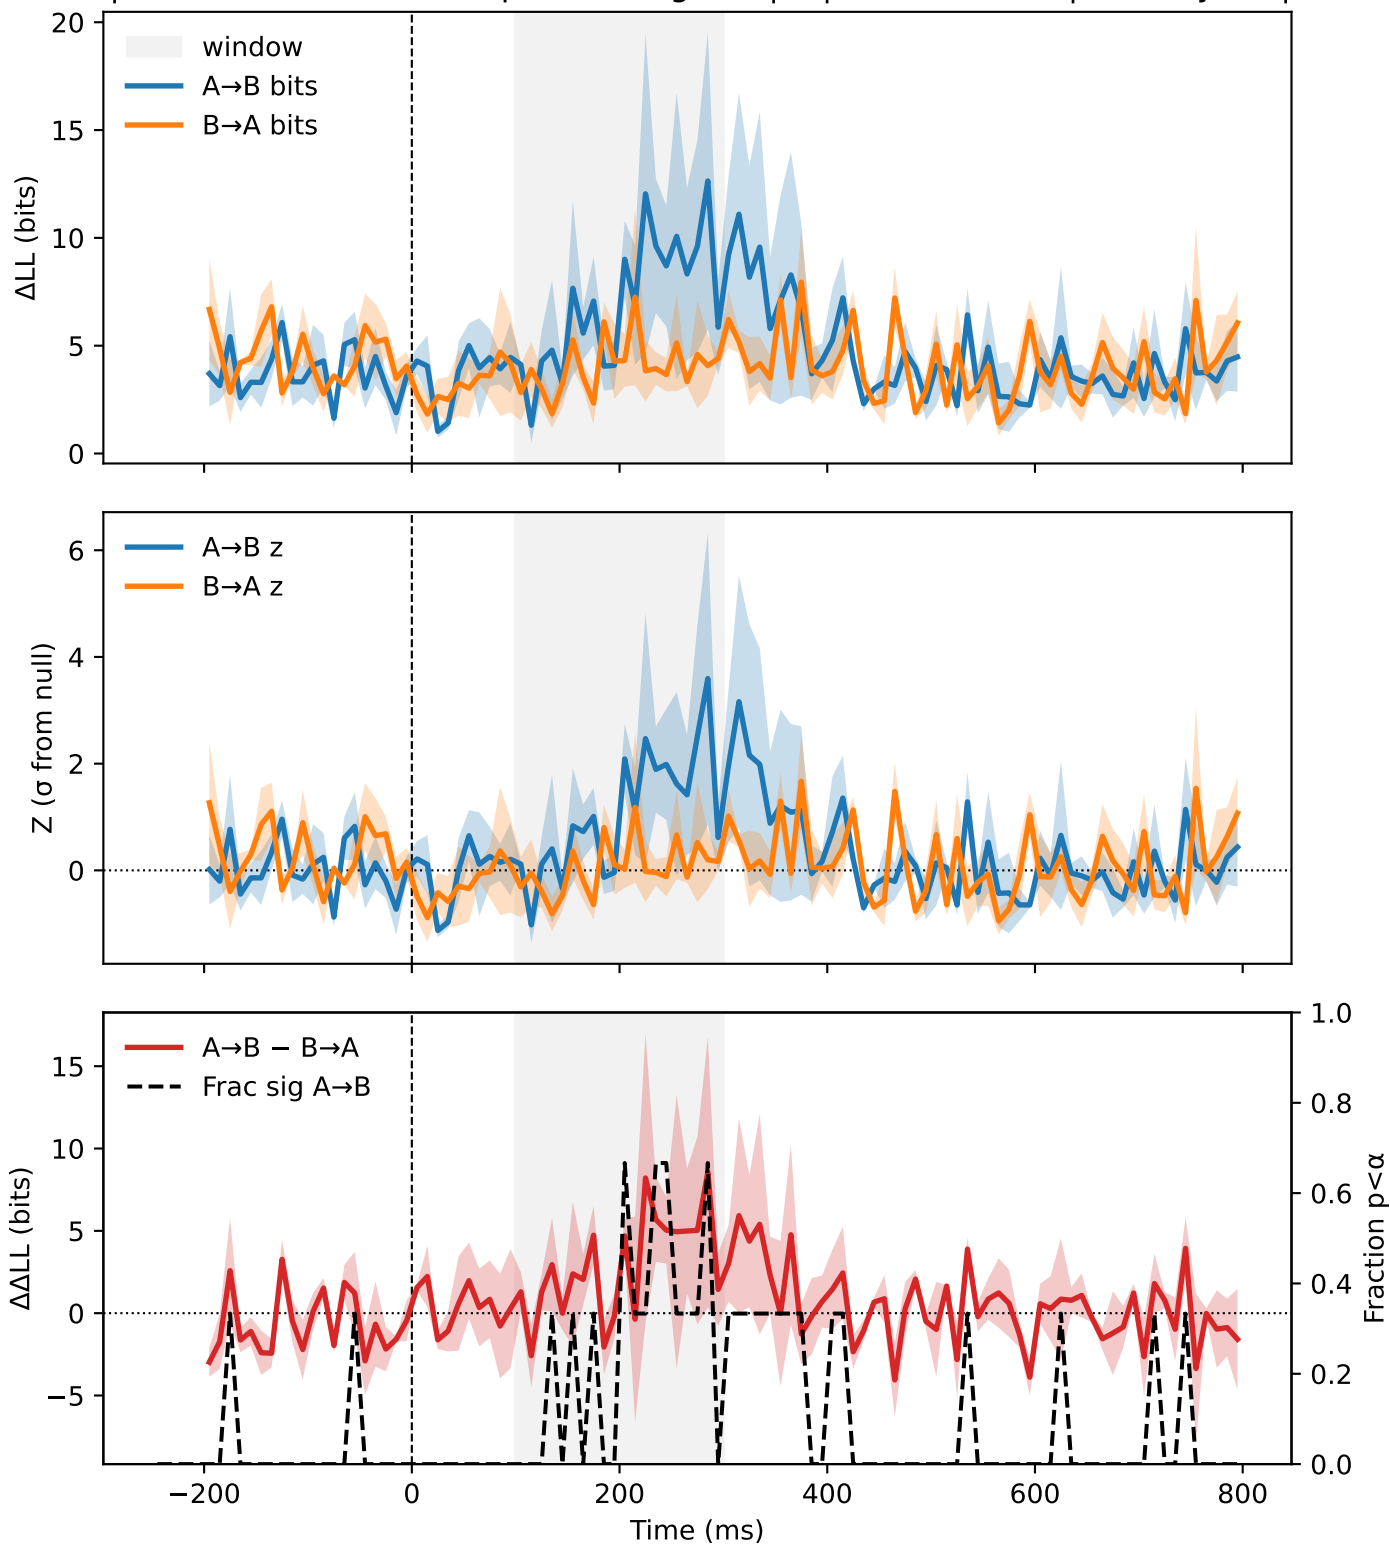 20
15
10
5
0
ΔLL (bits)
window
A→B bits
B→A bits
6
4
2
0
Z (σ from null)
A→B z
B→A z
15
10
5
0
−5
ΔΔLL (bits)
A→B − B→A
Frac sig A→B
1.0
0.8
0.6
0.4
0.2
0.0
Fraction p<α
−200 0 200 400 600 800
Time (ms)